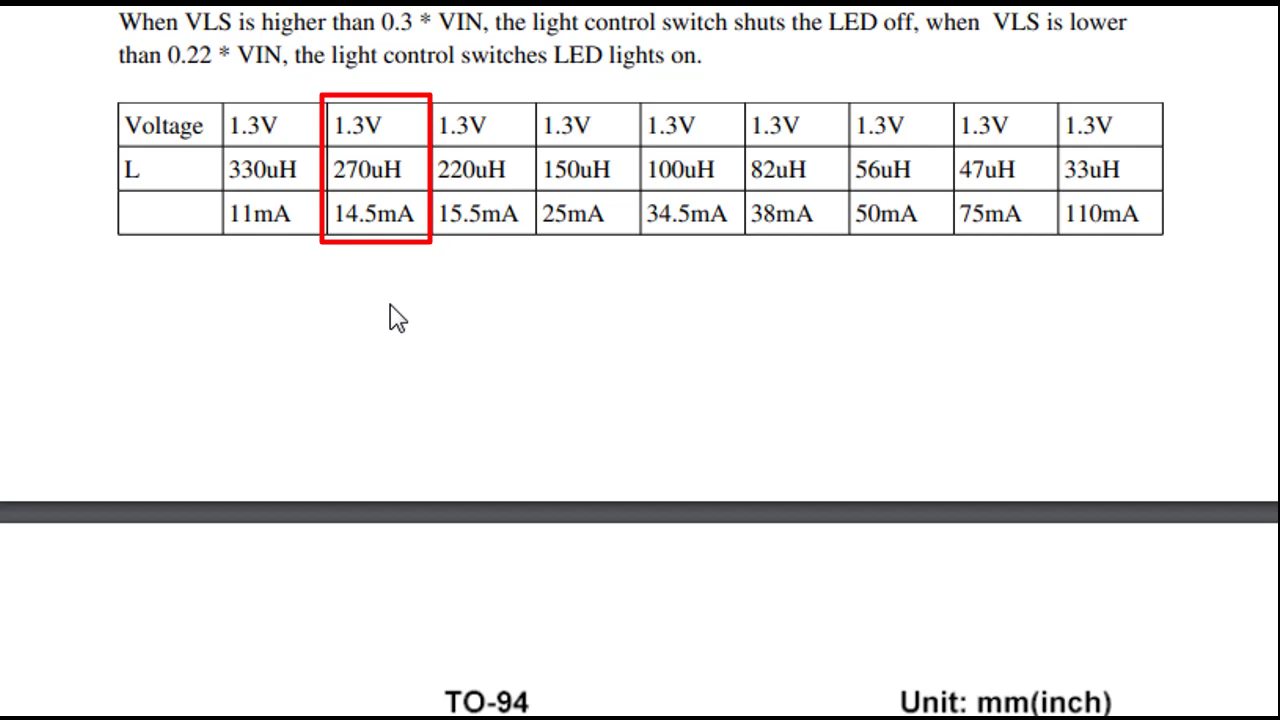 When VLS is higher than 0.3 * VIN, the light control switch shuts the LED off, when VLS is lower
than 0.22 * VIN, the light control switches LED lights on.
Voltage 1.3V 1.3V 1.3V 1.3V 1.3V 1.3V 1.3V 1.3V 1.3V
L 330uH 270uH 220uH 150uH 100uH 82uH 56uH 47uH 33uH
11mA 14.5mA 15.5mA 25mA 34.5mA 38mA 50mA 75mA 110mA
TO-94 Unit: mm(inch)